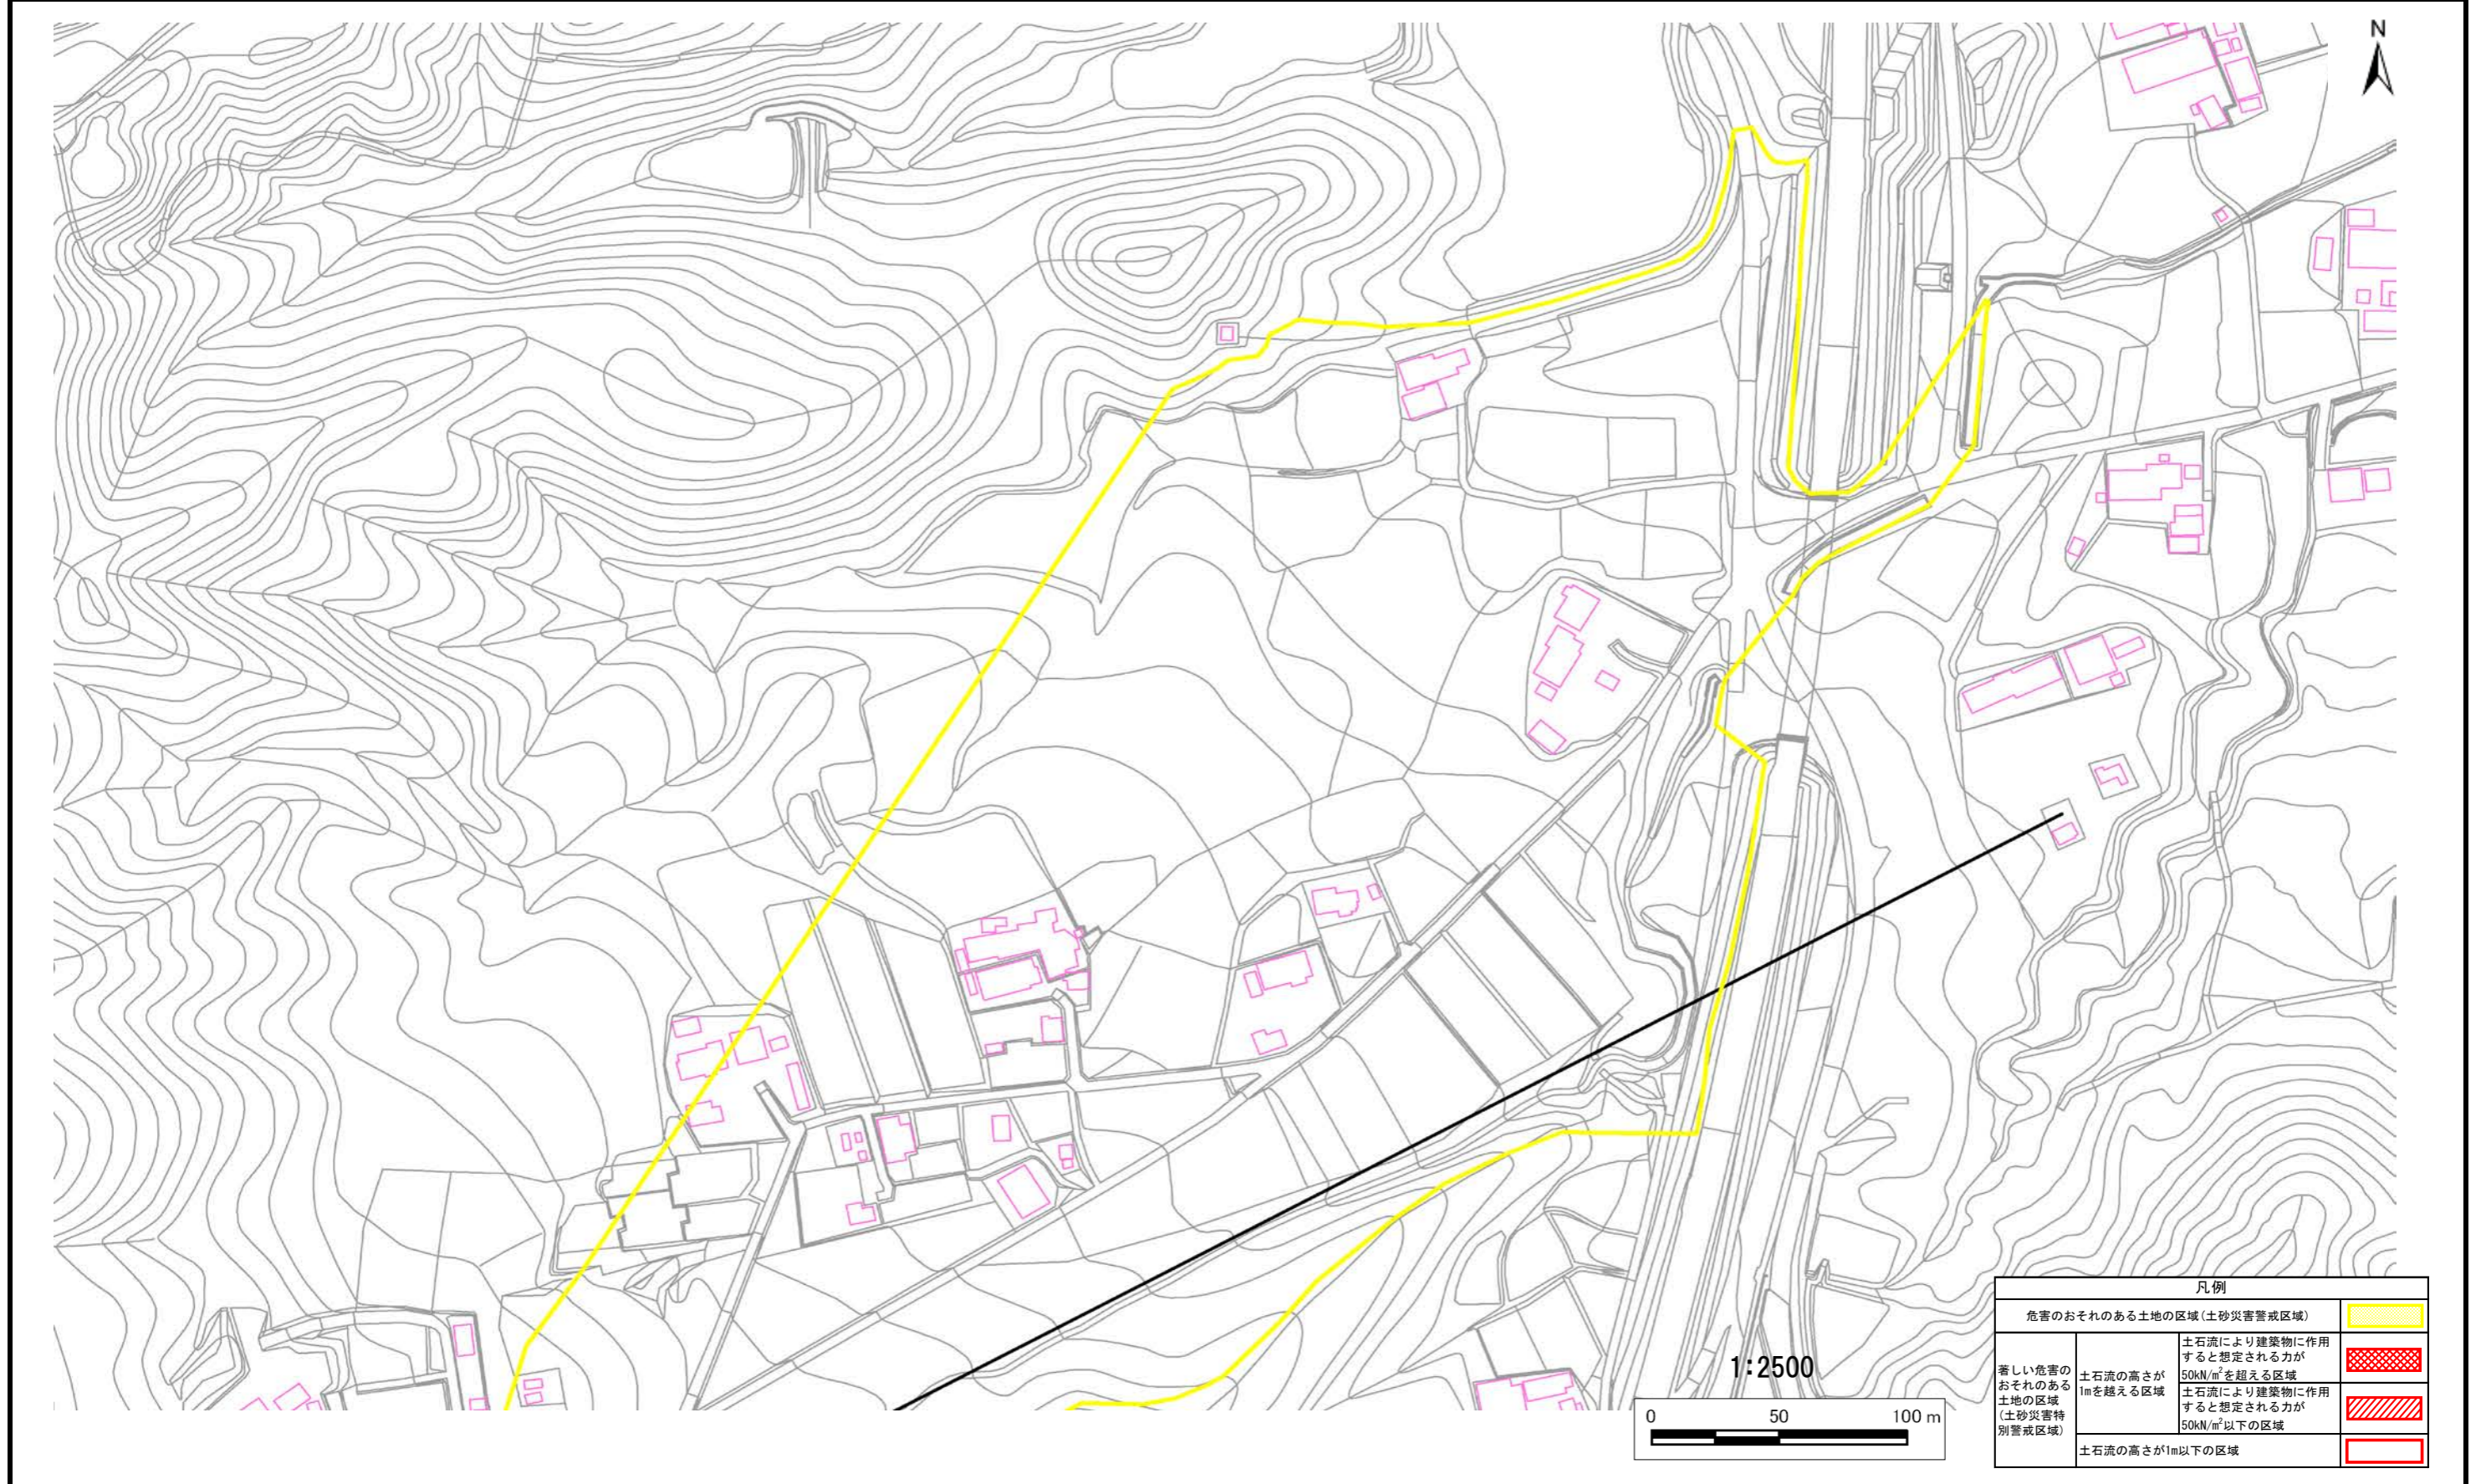 N
1:2500
0 50 100 m
凡例
危害のおそれのある土地の区域(土砂災害警戒区域)
著しい危害の
おそれのある
土地の区域
(土砂災害特
別警戒区域)
土石流の高さが
1mを越える区域
土石流により建築物に作用
すると想定される力が
50kN/m²を超える区域
土石流により建築物に作用
すると想定される力が
50kN/m²以下の区域
土石流の高さが1m以下の区域